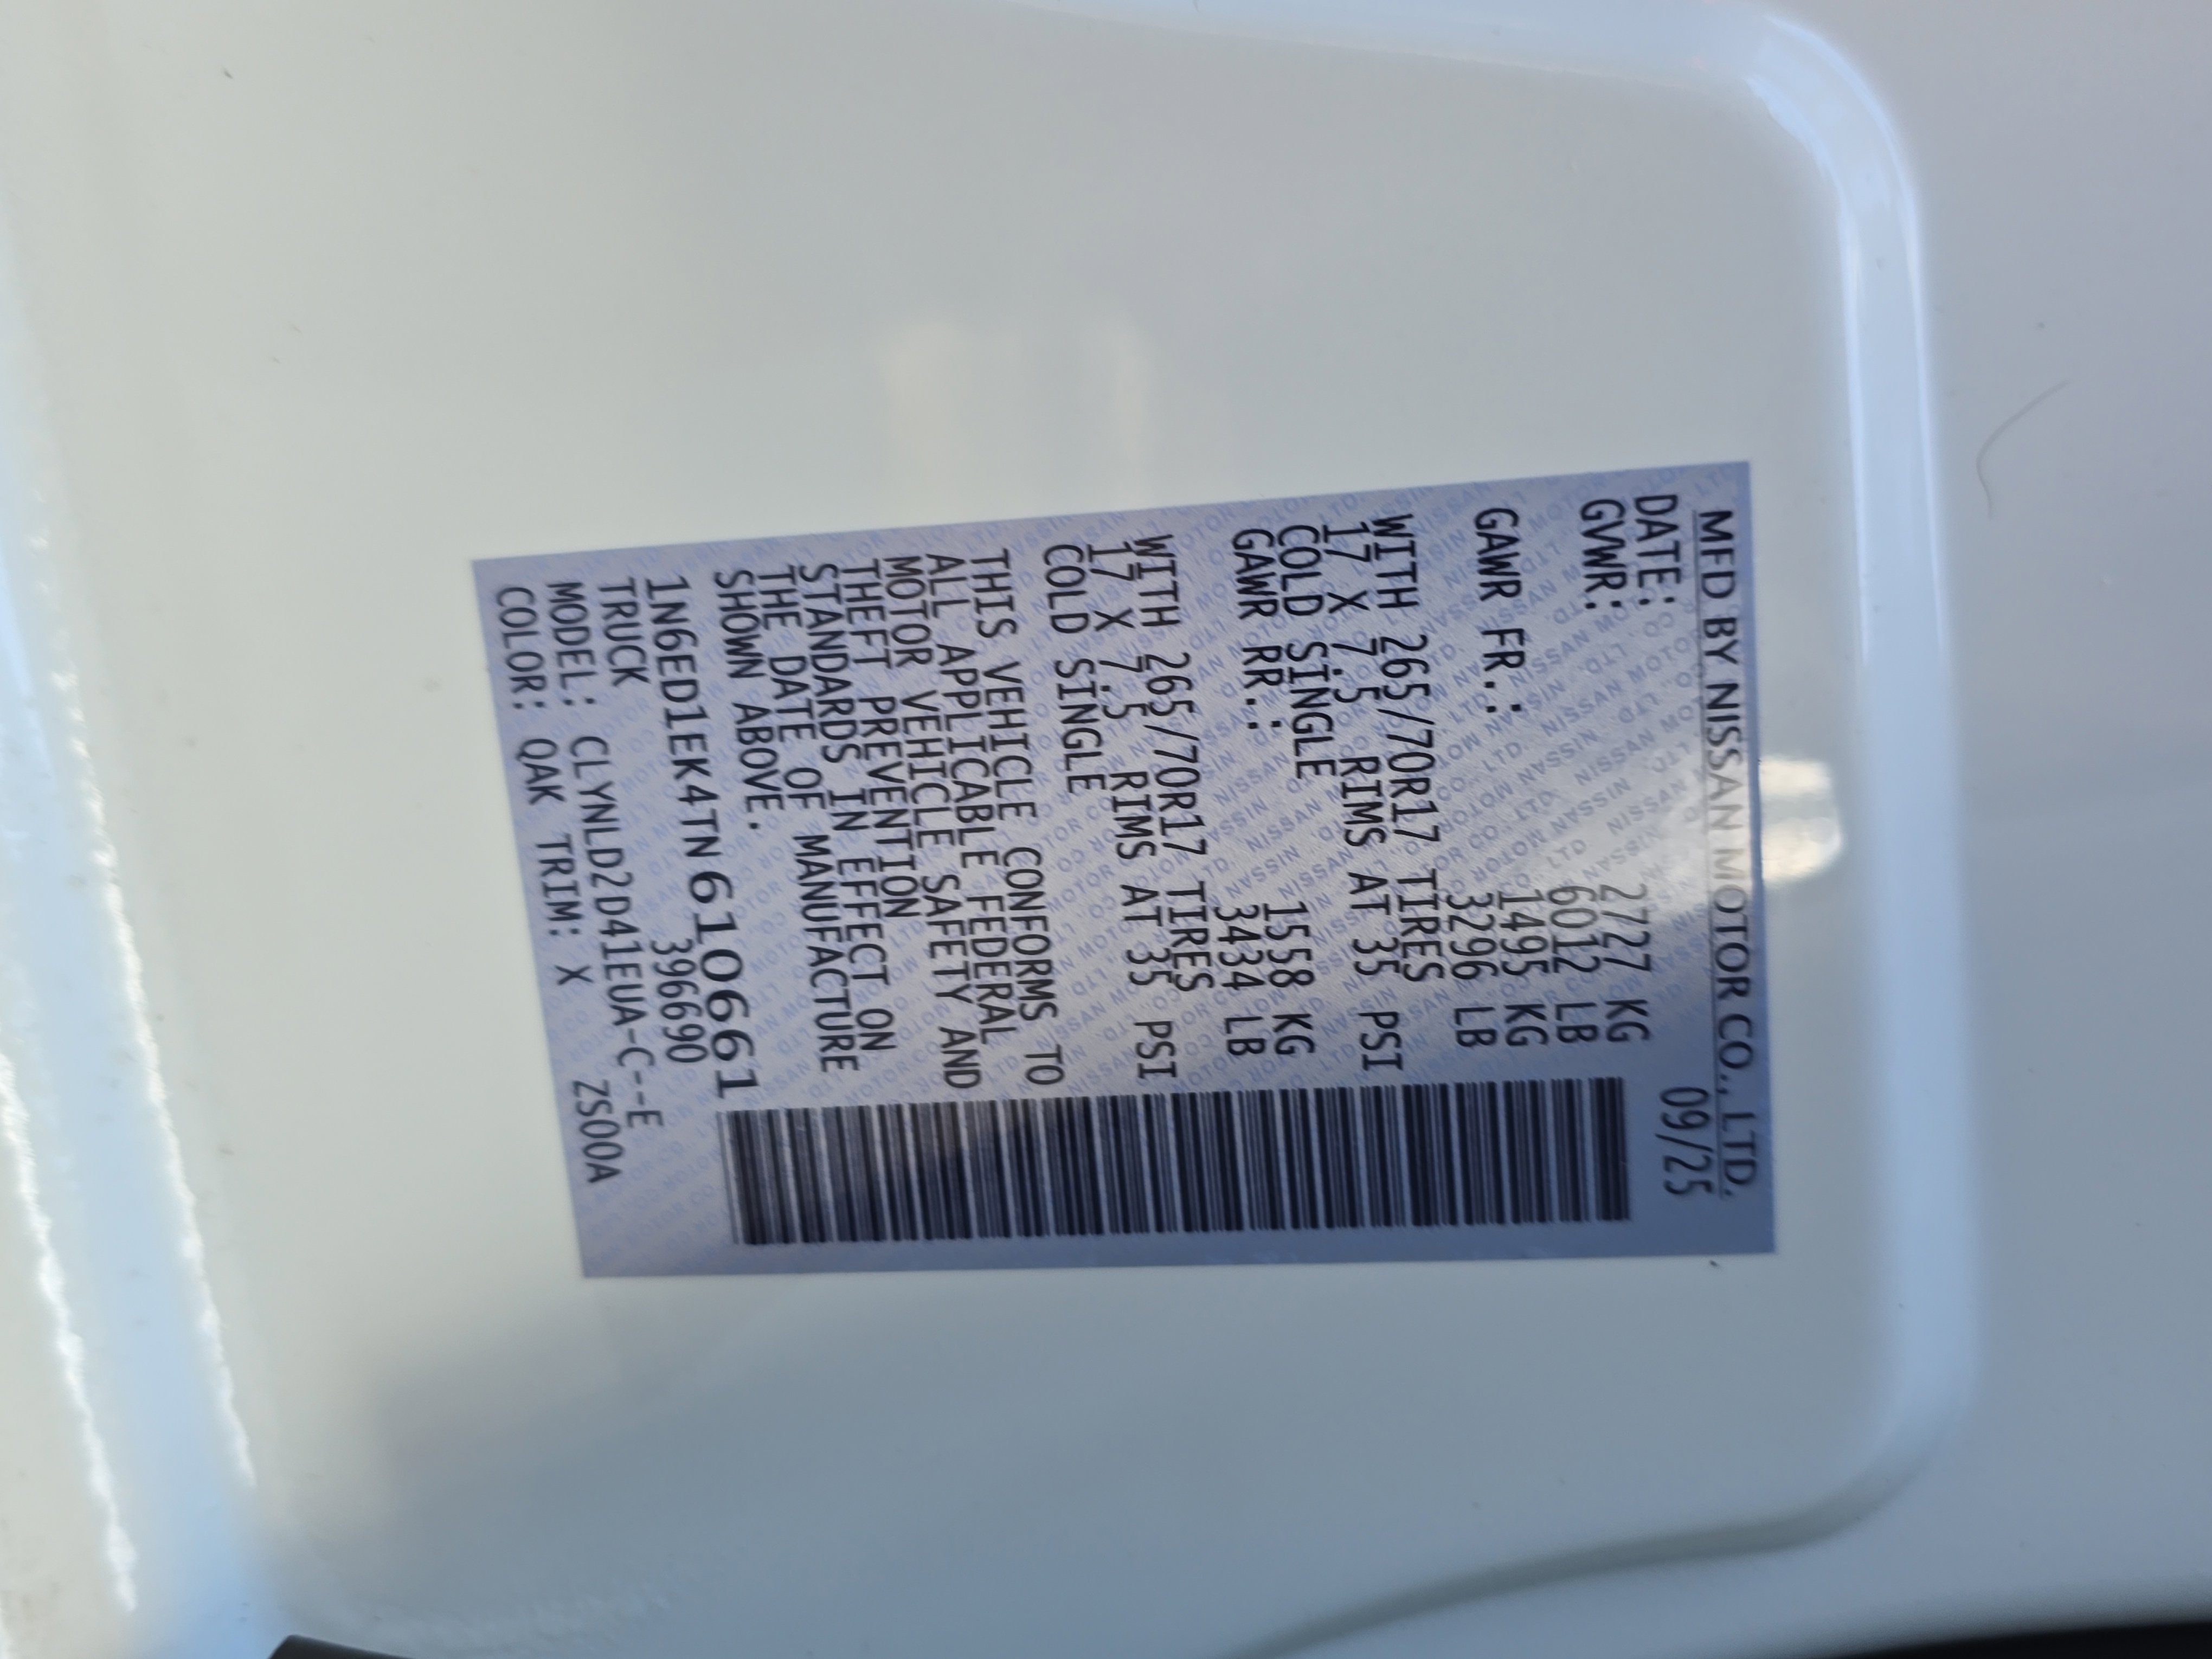 MFD BY NISSAN MOTOR CO., LTD.
DATE: 09/25
GVWR: 2727 KG
6012 LB
GAWR FR.: 1495 KG
3296 LB
WITH 265/70R17 TIRES
17 X 7.5 RIMS AT 35 PSI
COLD SINGLE
GAWR RR.: 1558 KG
3434 LB
WITH 265/70R17 TIRES
17 X 7.5 RIMS AT 35 PSI
COLD SINGLE
THIS VEHICLE CONFORMS TO
ALL APPLICABLE FEDERAL
MOTOR VEHICLE SAFETY AND
THEFT PREVENTION
STANDARDS IN EFFECT ON
THE DATE OF MANUFACTURE
SHOWN ABOVE.
1N6ED1EK4TN610661
TRUCK 396690
MODEL: CLYNLD2D41EUA-C--E
COLOR: QAK TRIM: X ZS00A